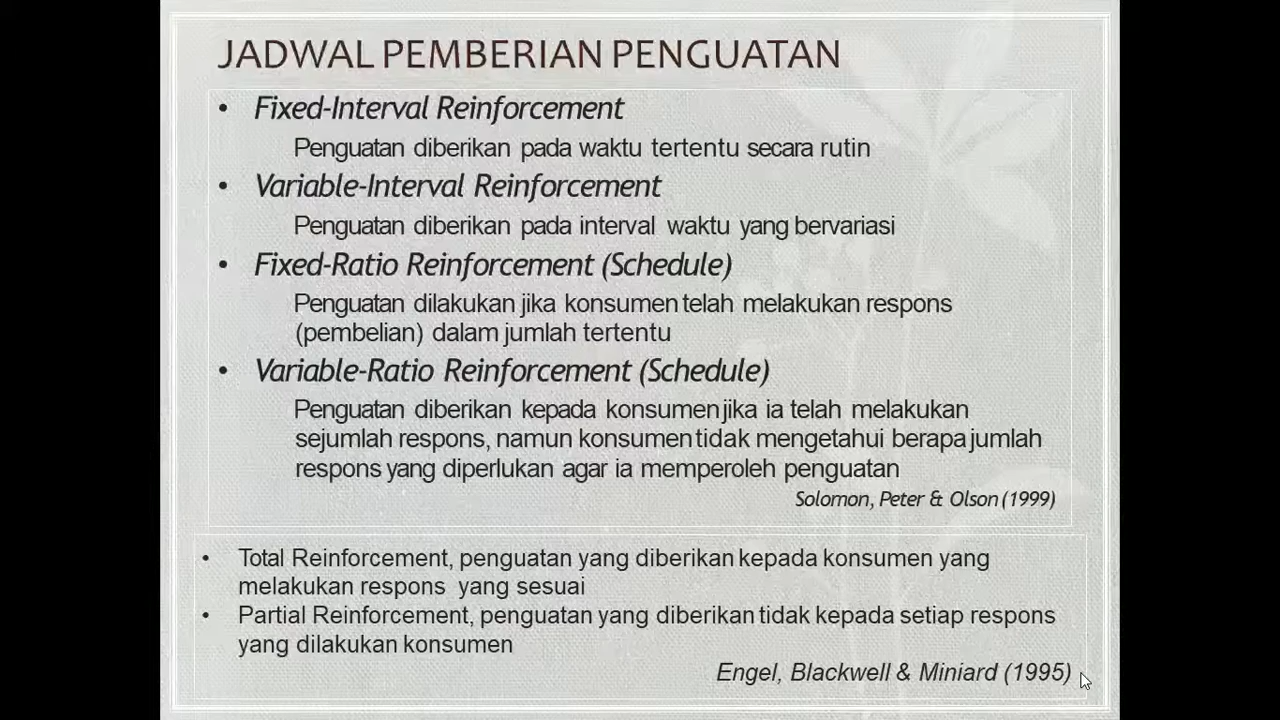 JADWAL PEMBERIAN PENGUATAN
• Fixed-Interval Reinforcement
Penguatan diberikan pada waktu tertentu secara rutin
• Variable-Interval Reinforcement
Penguatan diberikan pada interval waktu yang bervariasi
• Fixed-Ratio Reinforcement (Schedule)
Penguatan dilakukan jika konsumen telah melakukan respons
(pembelian) dalam jumlah tertentu
• Variable-Ratio Reinforcement (Schedule)
Penguatan diberikan kepada konsumen jika ia telah melakukan
sejumlah respons, namun konsumen tidak mengetahui berapa jumlah
respons yang diperlukan agar ia memperoleh penguatan
Solomon, Peter & Olson (1999)
• Total Reinforcement, penguatan yang diberikan kepada konsumen yang
melakukan respons yang sesuai
• Partial Reinforcement, penguatan yang diberikan tidak kepada setiap respons
yang dilakukan konsumen
Engel, Blackwell & Miniard (1995)